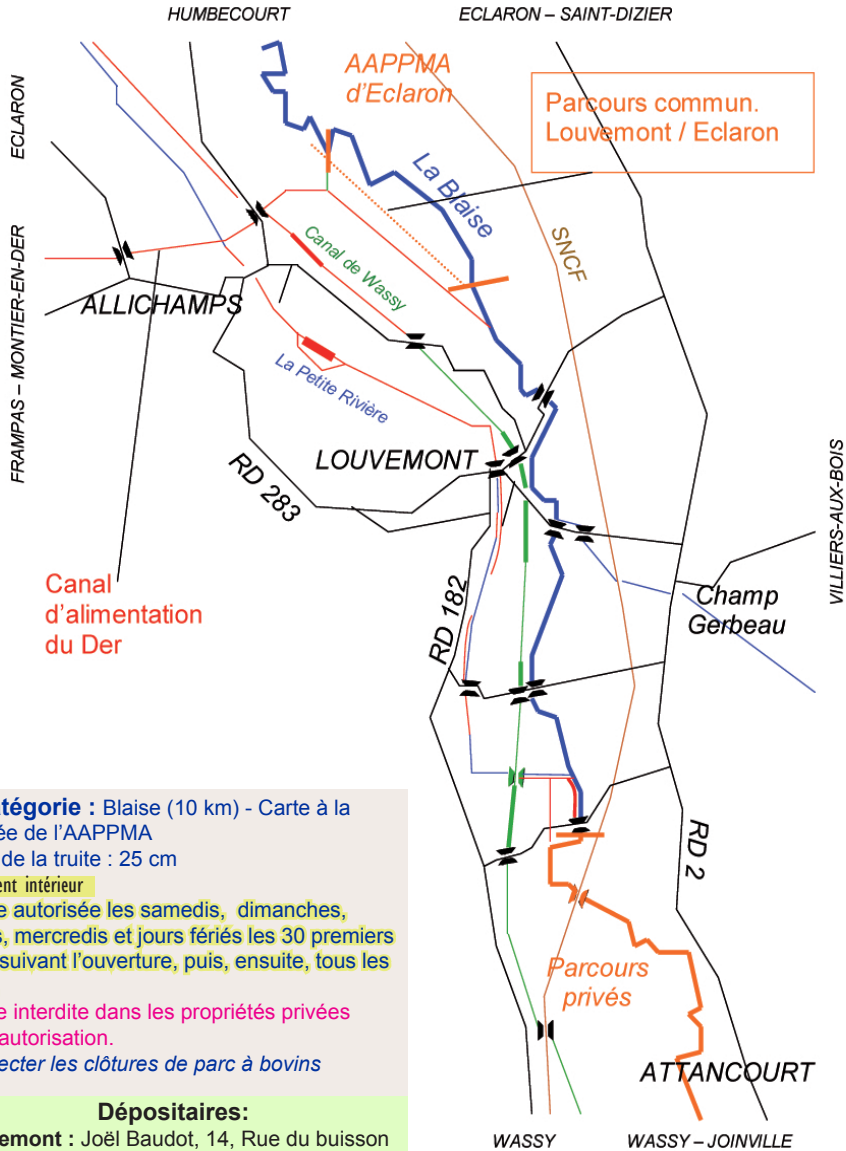 HUMBECOURT
ECLARON – SAINT-DIZIER
AAPPMA
d'Eclaron
Parcours commun.
Louvemont / Eclaron
ECLARON
La Blaise
SNCF
Canal de Wassy
FRAMPAS – MONTIER-EN-DER
ALLICHAMPS
La Petite Rivière
LOUVEMONT
RD 283
VILLIERS-AUX-BOIS
Canal
d'alimentation
du Der
RD 182
Champ
Gerbeau
RD 2
atégorie : Blaise (10 km) - Carte à la
ée de l'AAPPMA
de la truite : 25 cm
ent intérieur
e autorisée les samedis, dimanches,
s, mercredis et jours fériés les 30 premiers
suivant l'ouverture, puis, ensuite, tous les
e interdite dans les propriétés privées
autorisation.
ecter les clôtures de parc à bovins
Dépositaires:
emont : Joël Baudot, 14, Rue du buisson
Parcours
privés
ATTANCOURT
WASSY
WASSY – JOINVILLE